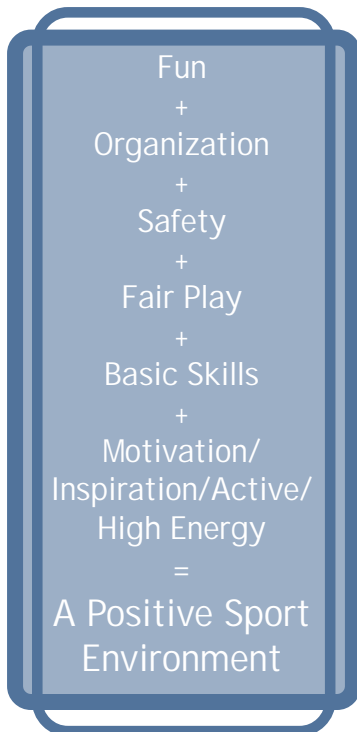 Fun
+
Organization
+
Safety
+
Fair Play
+
Basic Skills
+
Motivation/
Inspiration/Active/
High Energy
=
A Positive Sport
Environment